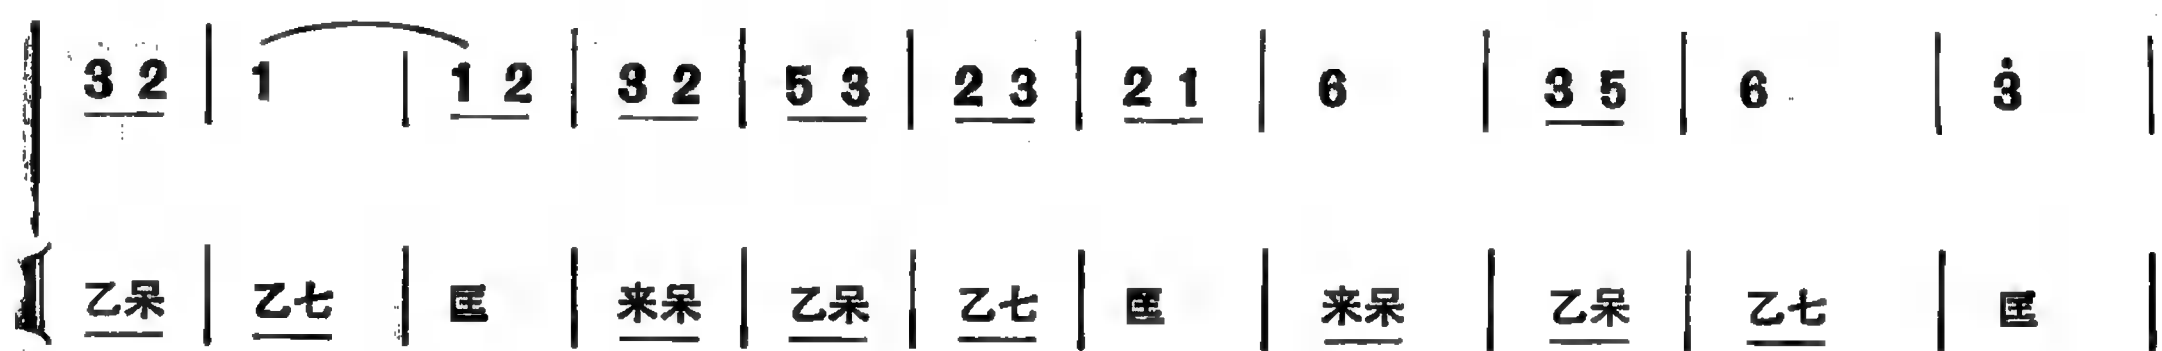 3 2 | 1 | 1 2 | 3 2 | 5 3 | 2 3 | 2 1 | 6 | 3 5 | 6 | 3̇ |
乙呆 | 乙七 | 匡 | 来呆 | 乙呆 | 乙七 | 匡 | 来呆 | 乙呆 | 乙七 | 匡 |